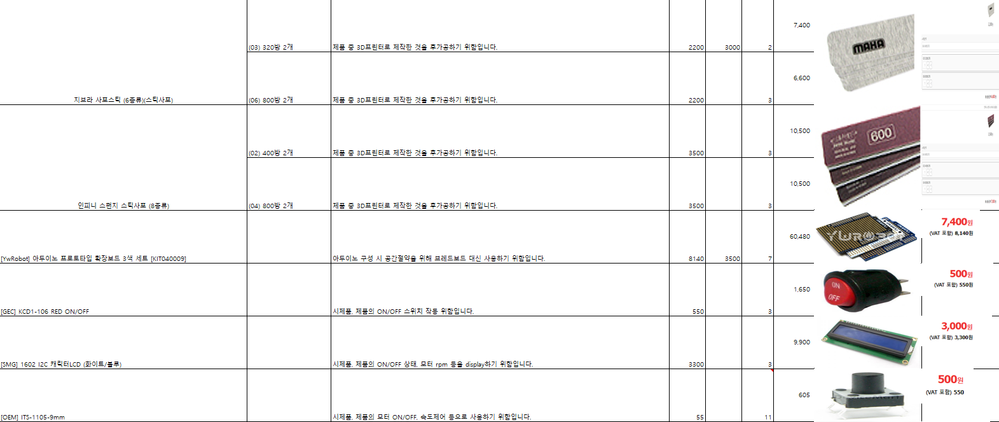 7,400
(03) 320방 2개 제품 중 3D프린터로 제작한 것을 후가공하기 위함입니다. 2200 3000 2
MAHA
6,600
지브라 사포스틱 (6종류)(스틱사포) (06) 800방 2개 제품 중 3D프린터로 제작한 것을 후가공하기 위함입니다. 2200 3
10,500
600
(02) 400방 2개 제품 중 3D프린터로 제작한 것을 후가공하기 위함입니다. 3500 3
10,500
인피니 스펀지 스틱사포 (8종류) (04) 800방 2개 제품 중 3D프린터로 제작한 것을 후가공하기 위함입니다. 3500 3
7,400원
(VAT 포함) 8,140원
60,480
YWROBOT
[YwRobot] 아두이노 프로토타입 확장보드 3색 세트 [KIT040009] 아두이노 구성 시 공간절약을 위해 브레드보드 대신 사용하기 위함입니다. 8140 3500 7
500원
(VAT 포함) 550원
1,650
ON
OFF
[GEC] KCD1-106 RED ON/OFF 시제품, 제품의 ON/OFF 스위치 작동 위함입니다. 550 3
3,000원
(VAT 포함) 3,300원
9,900
[SMG] 1602 I2C 캐릭터LCD (화이트/블루) 시제품, 제품의 ON/OFF 상태, 모터 rpm 등을 display하기 위함입니다. 3300 3
500원
(VAT 포함) 550
605
[OEM] ITS-1105-9mm 시제품, 제품의 모터 ON/OFF, 속도제어 등으로 사용하기 위함입니다. 55 11